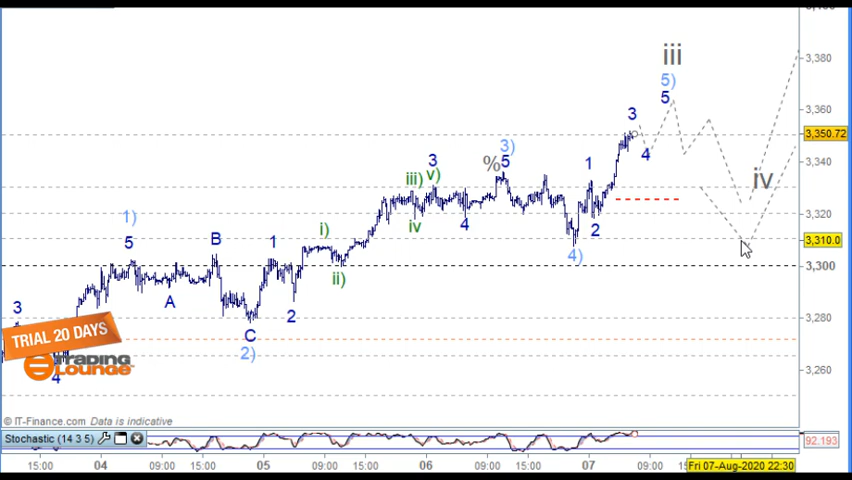 3,380
iii
5)
5
3,360
3
3,350.72
3)
4
%
5
3,340
3
1
iii)
v)
iv
1)
iv
4
3,320
i)
2
5
B
1
3,310.0
4)
ii)
3,300
A
2
3
C
3,280
TRIAL 20 DAYS
2)
TRADING
LOUNGE
3,260
4
© IT-Finance.com Data is indicative
Stochastic (14 3 5)
92.193
15:00 04 09:00 15:00 05 09:00 15:00 06 09:00 15:00 07 09:00 Fri 07-Aug-2020 22:30